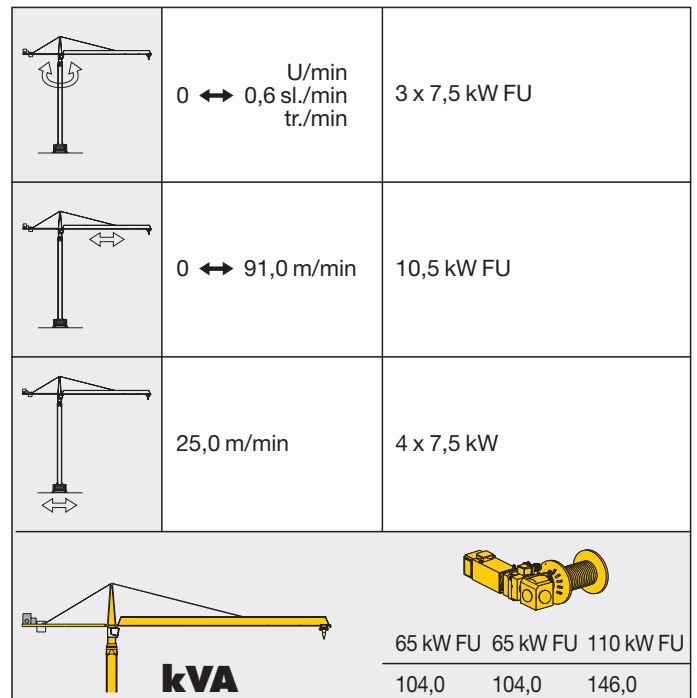 U/min
0 ↔ 0,6 sl./min 3 x 7,5 kW FU
tr./min
0 ↔ 91,0 m/min 10,5 kW FU
25,0 m/min 4 x 7,5 kW
65 kW FU 65 kW FU 110 kW FU
kVA 104,0 104,0 146,0